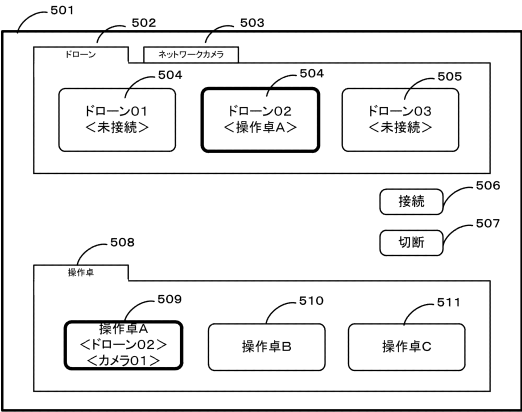 501
502
503
ドローン
ネットワークカメラ
504
504
505
ドローン01
<未接続>
ドローン02
<操作卓A>
ドローン03
<未接続>
接続
506
切断
507
508
操作卓
509
510
511
操作卓A
<ドローン02>
<カメラ01>
操作卓B
操作卓C